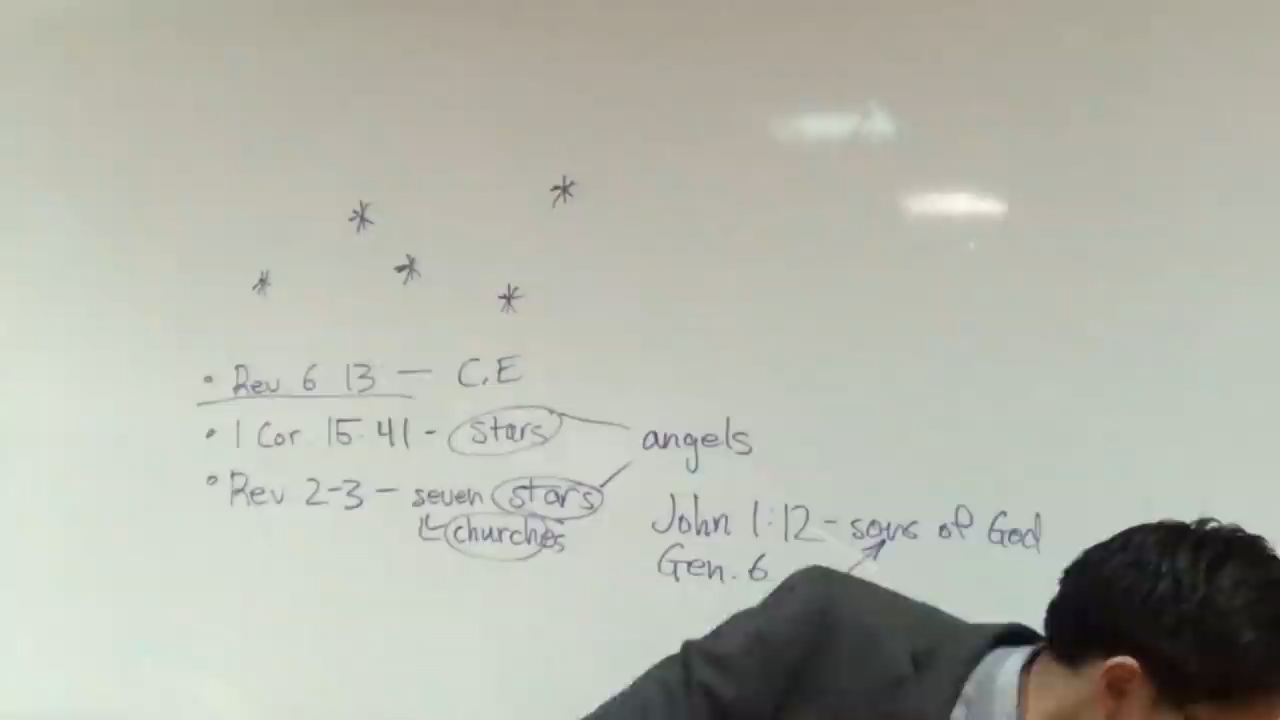 • Rev 6 13 — C.E
• 1 Cor 15 41 - stars
angels
• Rev 2-3 - seven stars
churches
John 1:12 - sons of God
Gen. 6